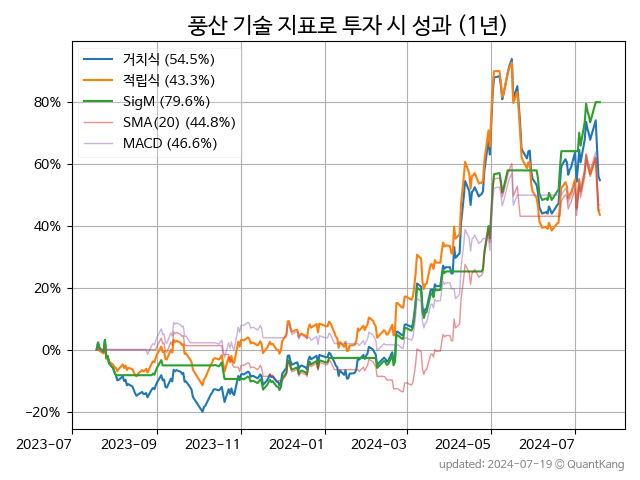 풍산 기술 지표로 투자 시 성과 (1년)
거치식 (54.5%)
적립식 (43.3%)
SigM (79.6%)
SMA(20) (44.8%)
MACD (46.6%)
80%
60%
40%
20%
0%
−20%
2023-07 2023-09 2023-11 2024-01 2024-03 2024-05 2024-07
updated: 2024-07-19 @ QuantKang